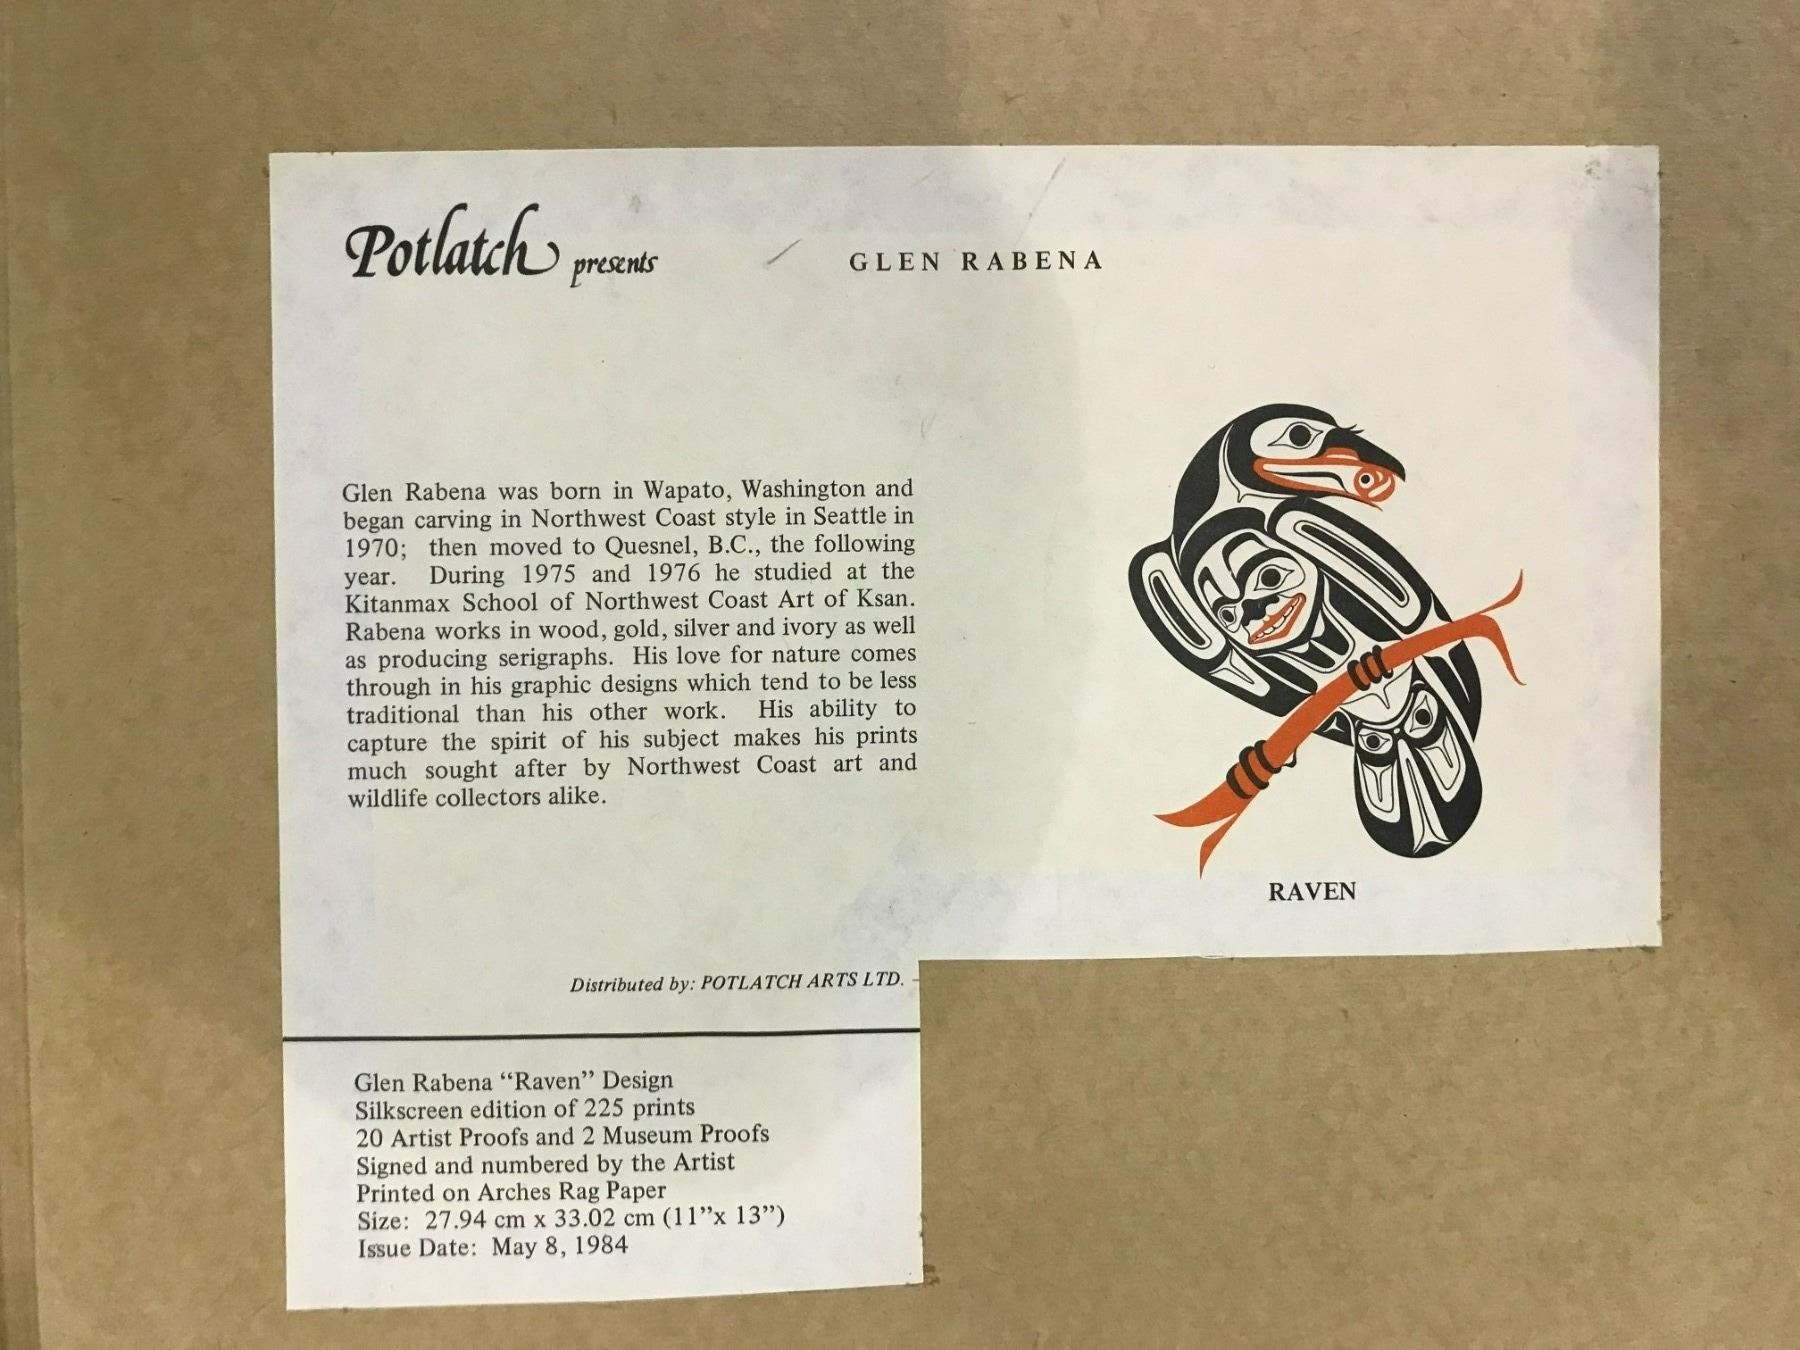 Potlatch presents
GLEN RABENA
Glen Rabena was born in Wapato, Washington and
began carving in Northwest Coast style in Seattle in
1970; then moved to Quesnel, B.C., the following
year. During 1975 and 1976 he studied at the
Kitanmax School of Northwest Coast Art of Ksan.
Rabena works in wood, gold, silver and ivory as well
as producing serigraphs. His love for nature comes
through in his graphic designs which tend to be less
traditional than his other work. His ability to
capture the spirit of his subject makes his prints
much sought after by Northwest Coast art and
wildlife collectors alike.
RAVEN
Distributed by: POTLATCH ARTS LTD. -
Glen Rabena “Raven” Design
Silkscreen edition of 225 prints
20 Artist Proofs and 2 Museum Proofs
Signed and numbered by the Artist
Printed on Arches Rag Paper
Size: 27.94 cm x 33.02 cm (11”x 13”)
Issue Date: May 8, 1984